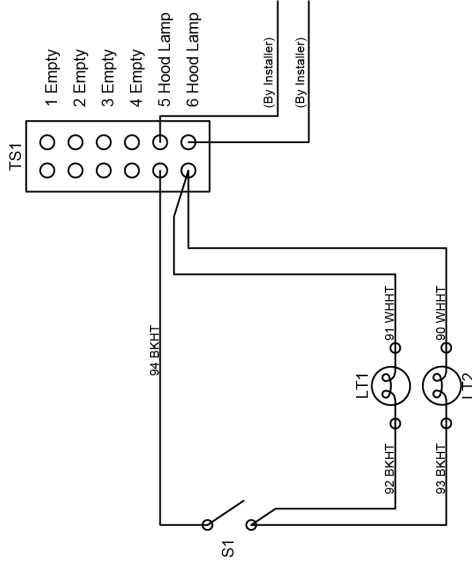 TS1
1 Empty
2 Empty
3 Empty
4 Empty
5 Hood Lamp
6 Hood Lamp
(By Installer)
(By Installer)
94 BKHT
91 WHHT
90 WHHT
LT1
LT2
92 BKHT
93 BKHT
S1